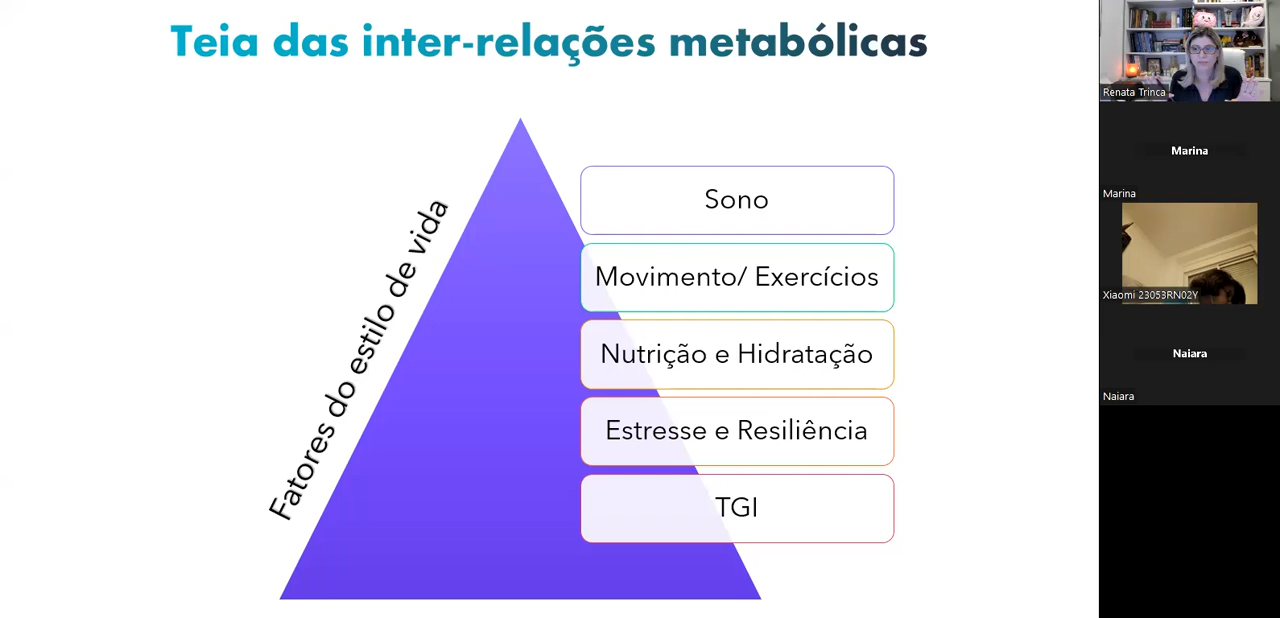 Teia das inter-relações metabólicas
Fatores do estilo de vida
Sono
Movimento/ Exercícios
Nutrição e Hidratação
Estresse e Resiliência
TGI
Renata Trinca
Marina
Marina
Xiaomi 23053RN02Y
Naiara
Naiara